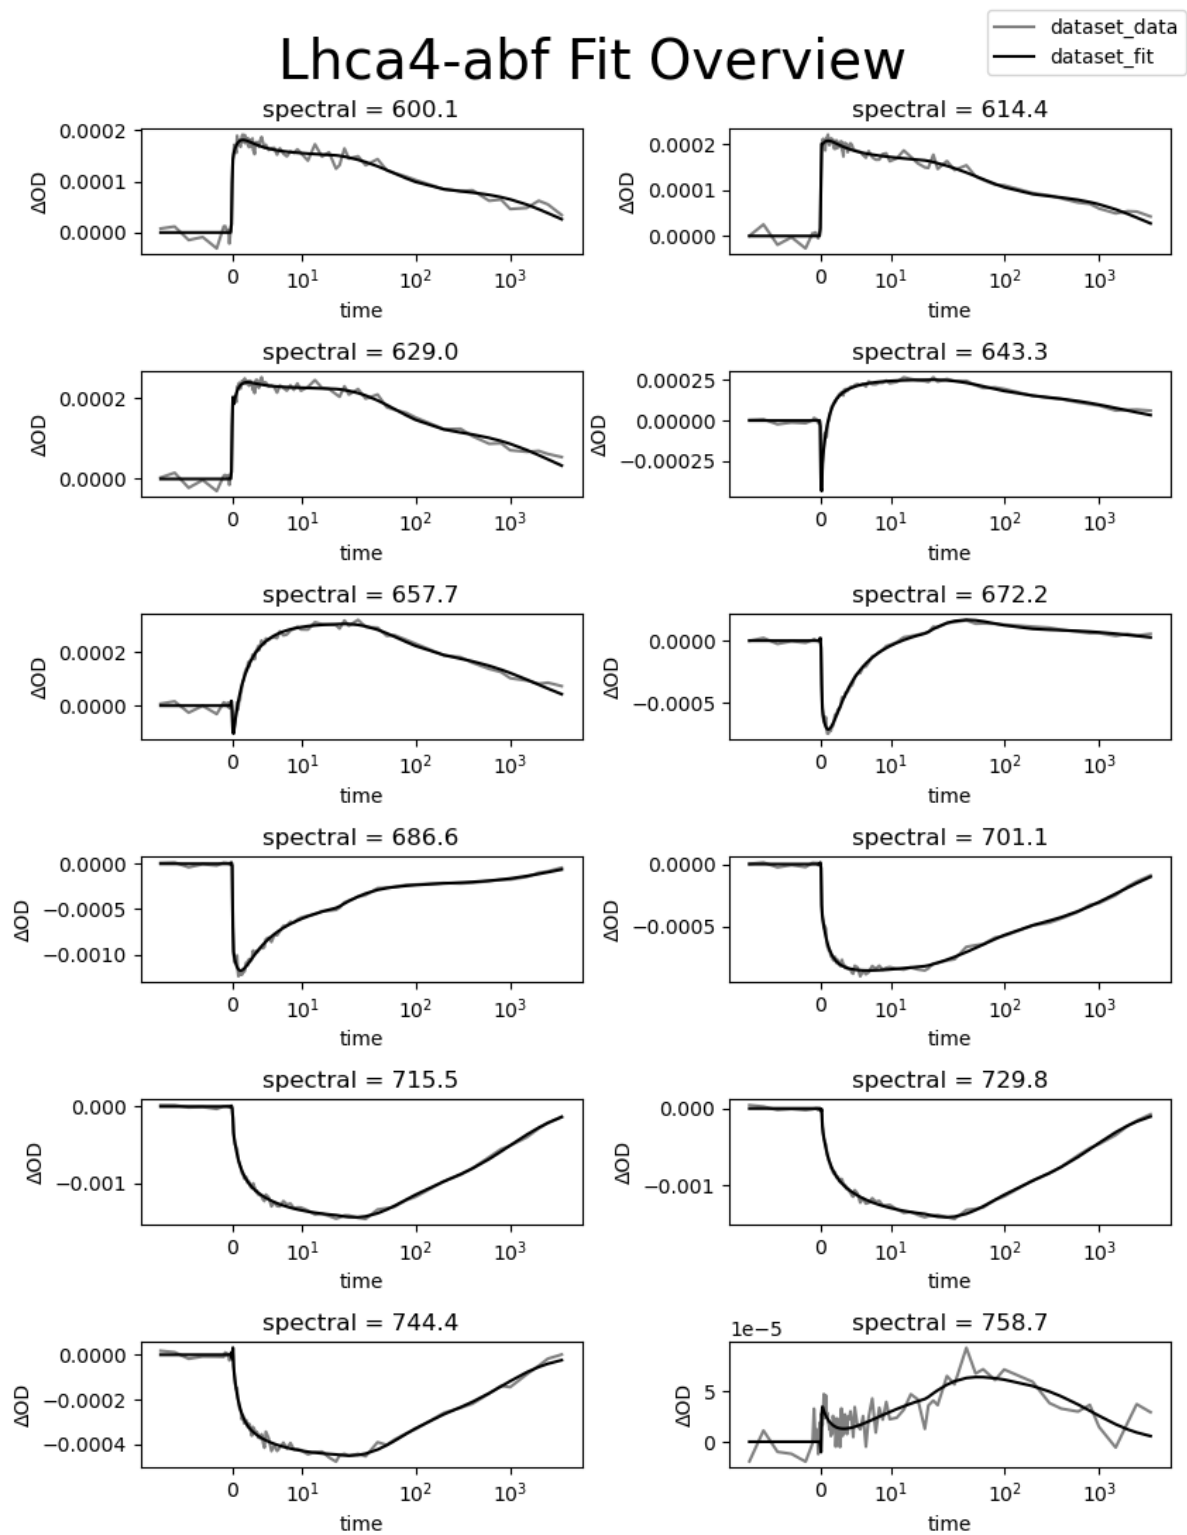 dataset_data
Lhca4-abf Fit Overview
dataset_fit
spectral = 600.1
spectral = 614.4
0.0002
0.0001
0.0000
ΔOD
0 10¹ 10² 10³
time
0.0002
0.0001
0.0000
ΔOD
0 10¹ 10² 10³
time
spectral = 629.0
spectral = 643.3
0.0002
0.0000
ΔOD
0 10¹ 10² 10³
time
0.00025
0.00000
−0.00025
ΔOD
0 10¹ 10² 10³
time
spectral = 657.7
spectral = 672.2
0.0002
0.0000
ΔOD
0 10¹ 10² 10³
time
0.0000
−0.0005
ΔOD
0 10¹ 10² 10³
time
spectral = 686.6
spectral = 701.1
0.0000
−0.0005
−0.0010
ΔOD
0 10¹ 10² 10³
time
0.0000
−0.0005
ΔOD
0 10¹ 10² 10³
time
spectral = 715.5
spectral = 729.8
0.000
−0.001
ΔOD
0 10¹ 10² 10³
time
0.000
−0.001
ΔOD
0 10¹ 10² 10³
time
spectral = 744.4
spectral = 758.7
0.0000
−0.0002
−0.0004
ΔOD
0 10¹ 10² 10³
time
1e−5
5
0
ΔOD
0 10¹ 10² 10³
time